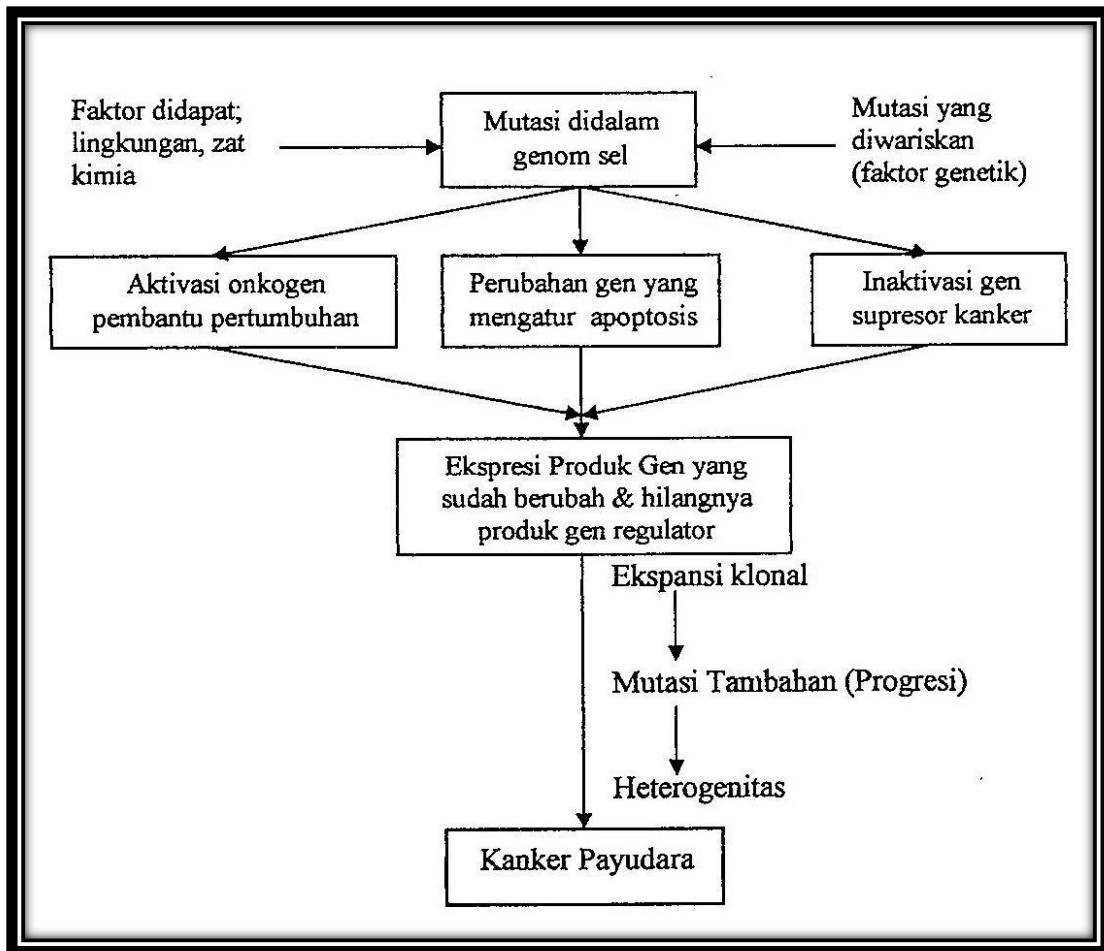 Faktor didapat;
lingkungan, zat
kimia
Mutasi didalam
genom sel
Mutasi yang
diwariskan
(faktor genetik)
Aktivasi onkogen
pembantu pertumbuhan
Perubahan gen yang
mengatur apoptosis
Inaktivasi gen
supresor kanker
Ekspresi Produk Gen yang
sudah berubah & hilangnya
produk gen regulator
Ekspansi klonal
Mutasi Tambahan (Progresi)
Heterogenitas
Kanker Payudara